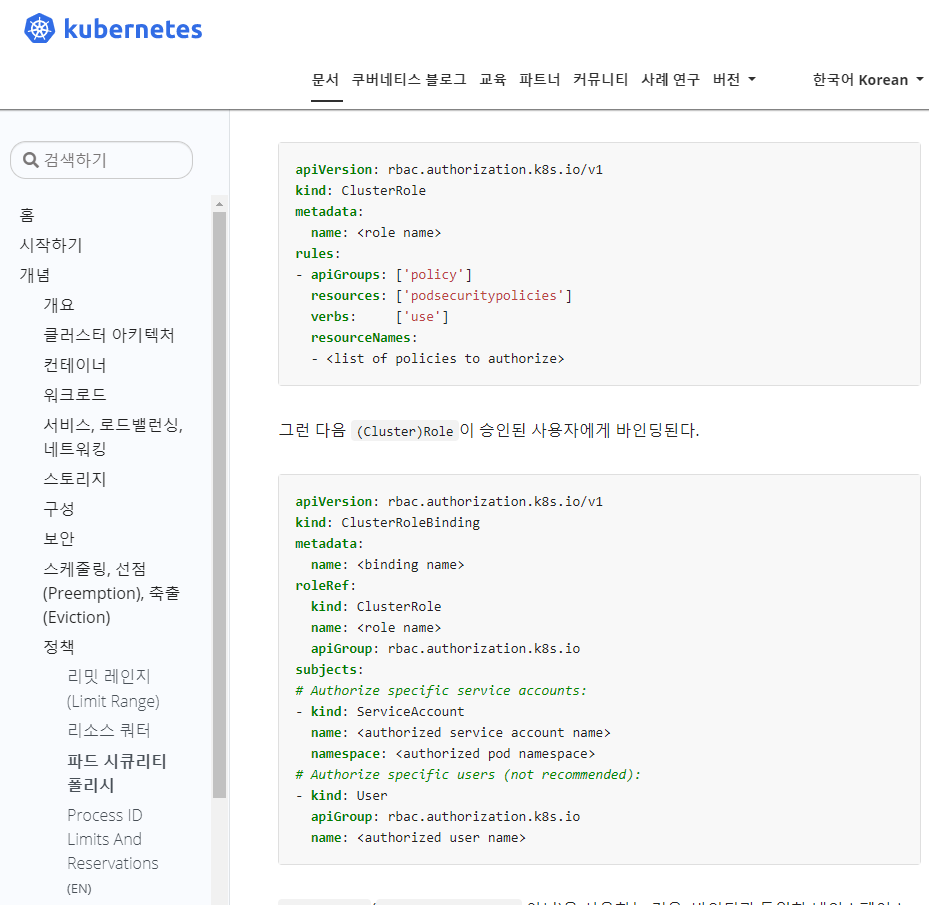 kubernetes
문서 쿠버네티스 블로그 교육 파트너 커뮤니티 사례 연구 버전 한국어 Korean
검색하기
홈
시작하기
개념
개요
클러스터 아키텍처
컨테이너
워크로드
서비스, 로드밸런싱,
네트워킹
스토리지
구성
보안
스케줄링, 선점
(Preemption), 축출
(Eviction)
정책
리밋 레인지
(Limit Range)
리소스 쿼터
파드 시큐리티
폴리시
Process ID
Limits And
Reservations
(EN)
apiVersion: rbac.authorization.k8s.io/v1
kind: ClusterRole
metadata:
  name: <role name>
rules:
- apiGroups: ['policy']
  resources: ['podsecuritypolicies']
  verbs:     ['use']
  resourceNames:
  - <list of policies to authorize>
그런 다음 (Cluster)Role 이 승인된 사용자에게 바인딩된다.
apiVersion: rbac.authorization.k8s.io/v1
kind: ClusterRoleBinding
metadata:
  name: <binding name>
roleRef:
  kind: ClusterRole
  name: <role name>
  apiGroup: rbac.authorization.k8s.io
subjects:
# Authorize specific service accounts:
- kind: ServiceAccount
  name: <authorized service account name>
  namespace: <authorized pod namespace>
# Authorize specific users (not recommended):
- kind: User
  apiGroup: rbac.authorization.k8s.io
  name: <authorized user name>